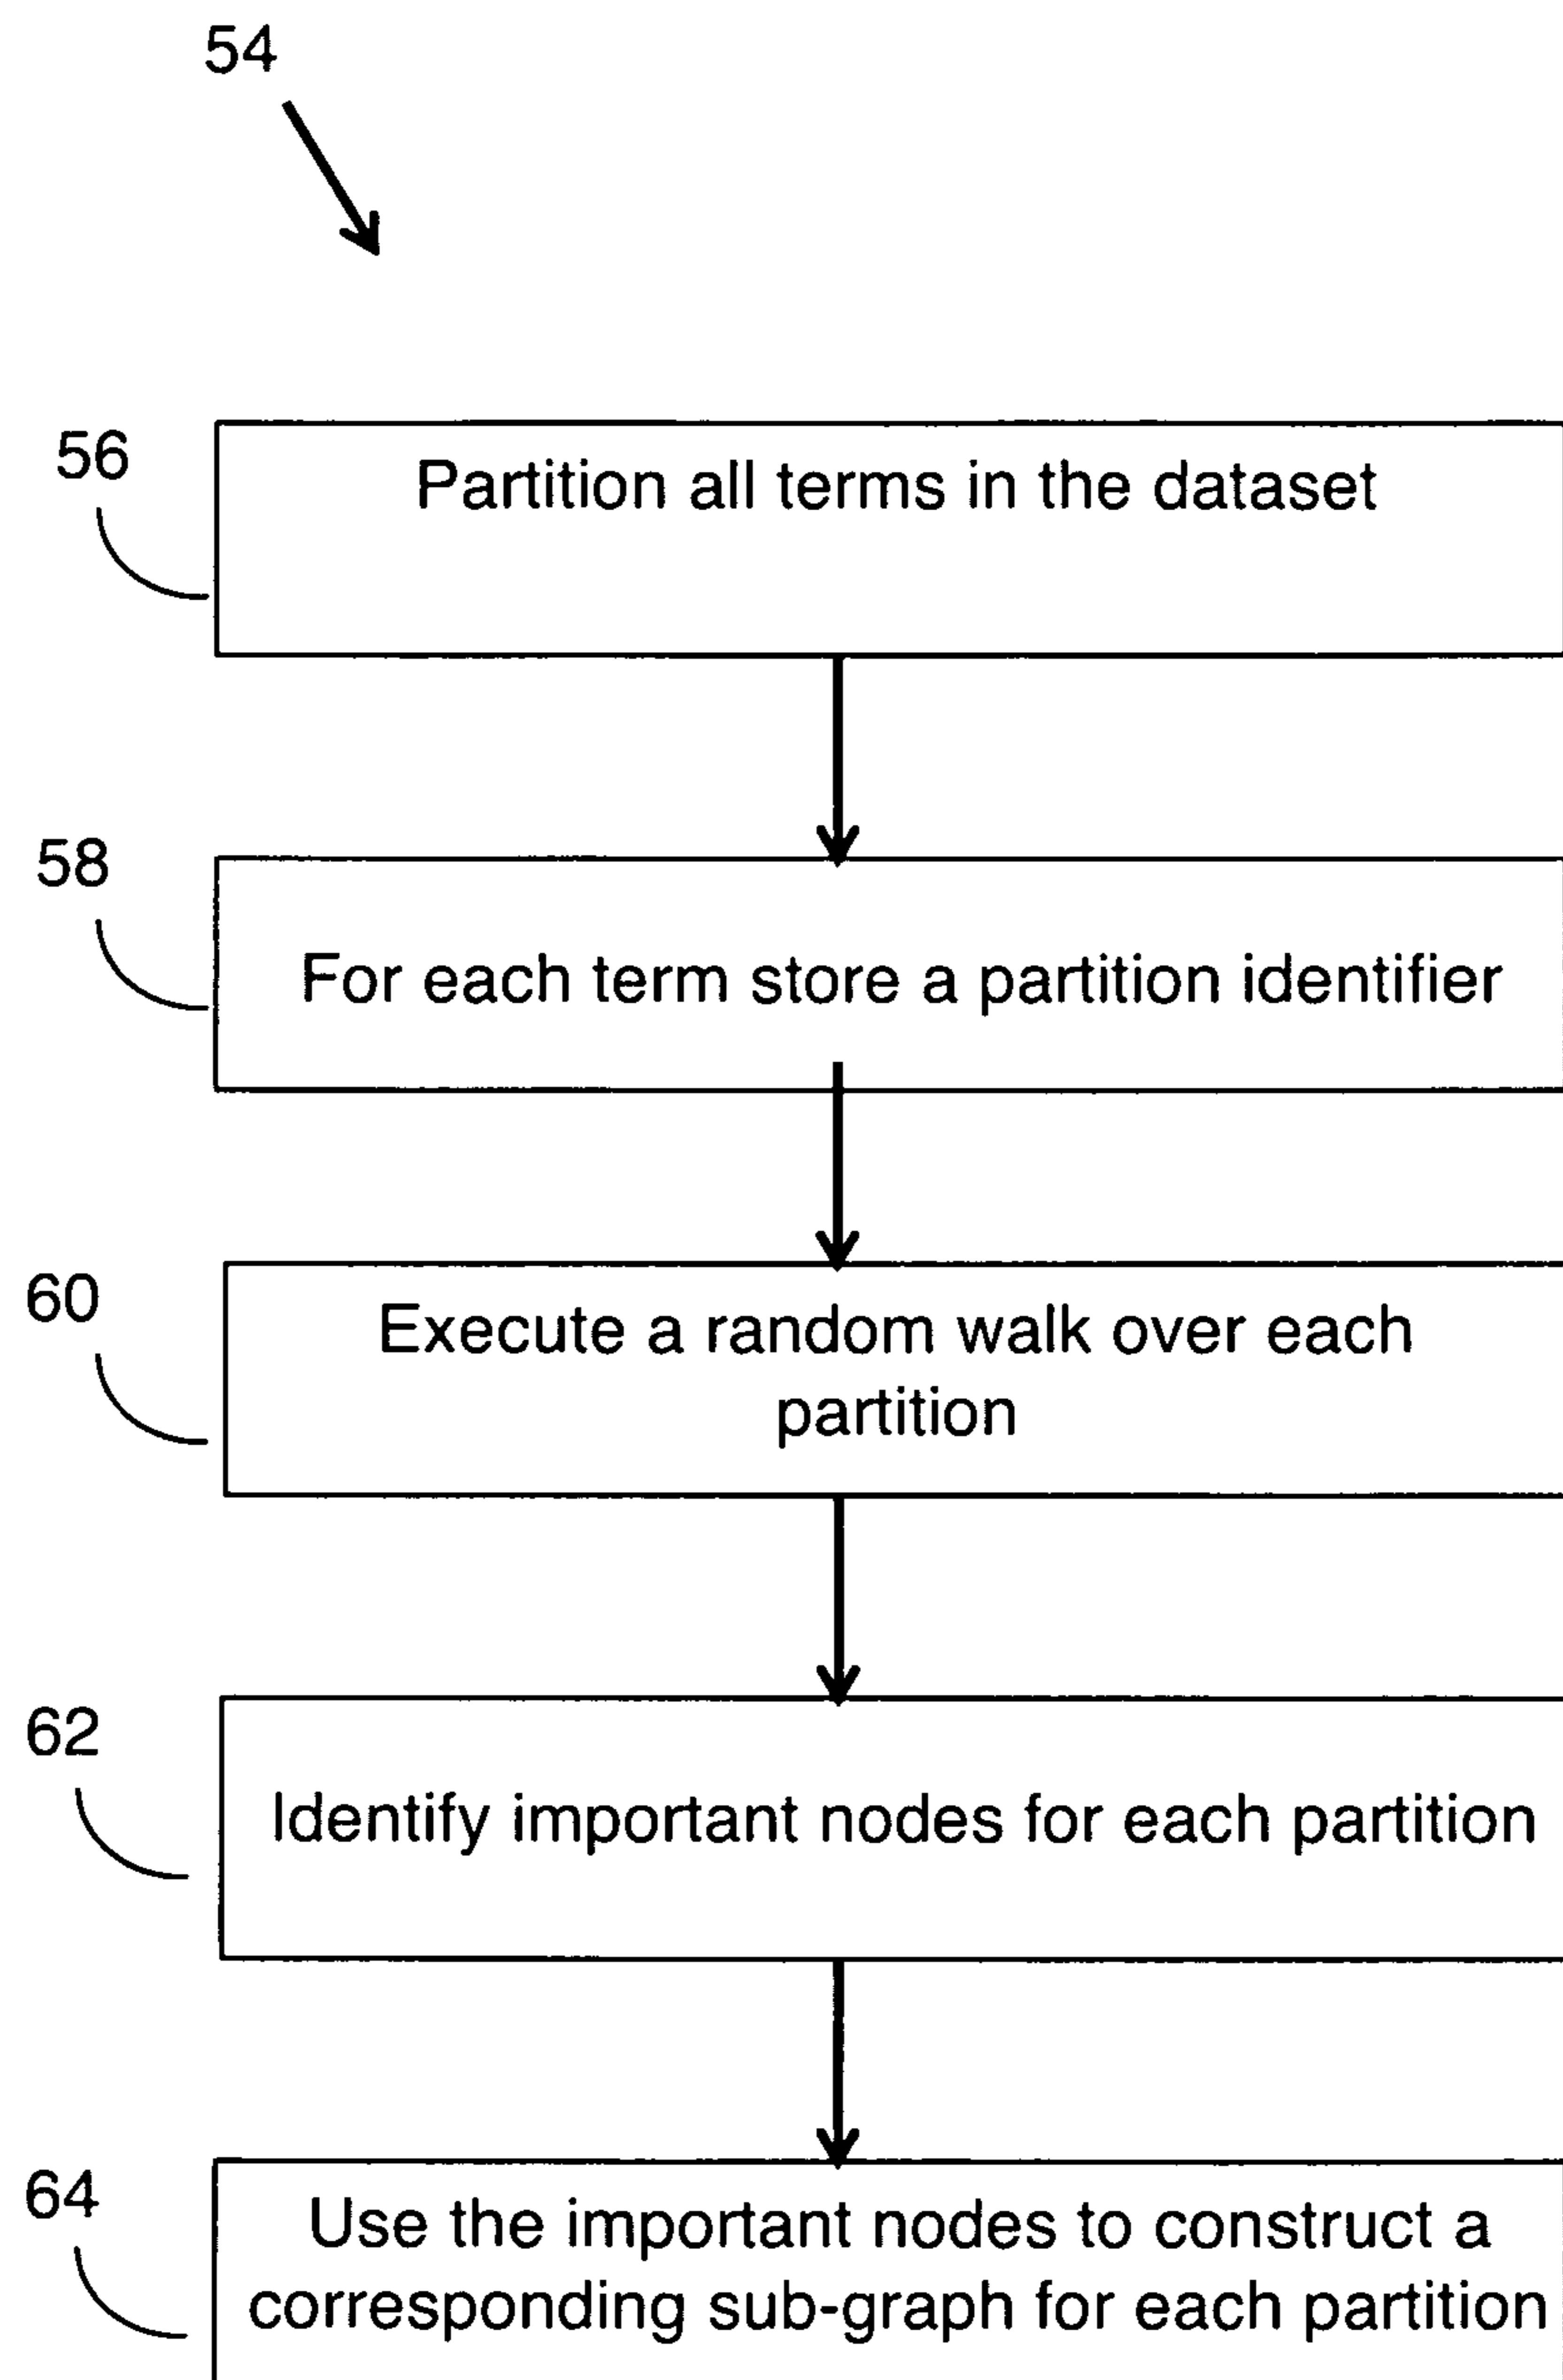 54
56
Partition all terms in the dataset
58
For each term store a partition identifier
60
Execute a random walk over each
partition
62
Identify important nodes for each partition
64
Use the important nodes to construct a
corresponding sub-graph for each partition